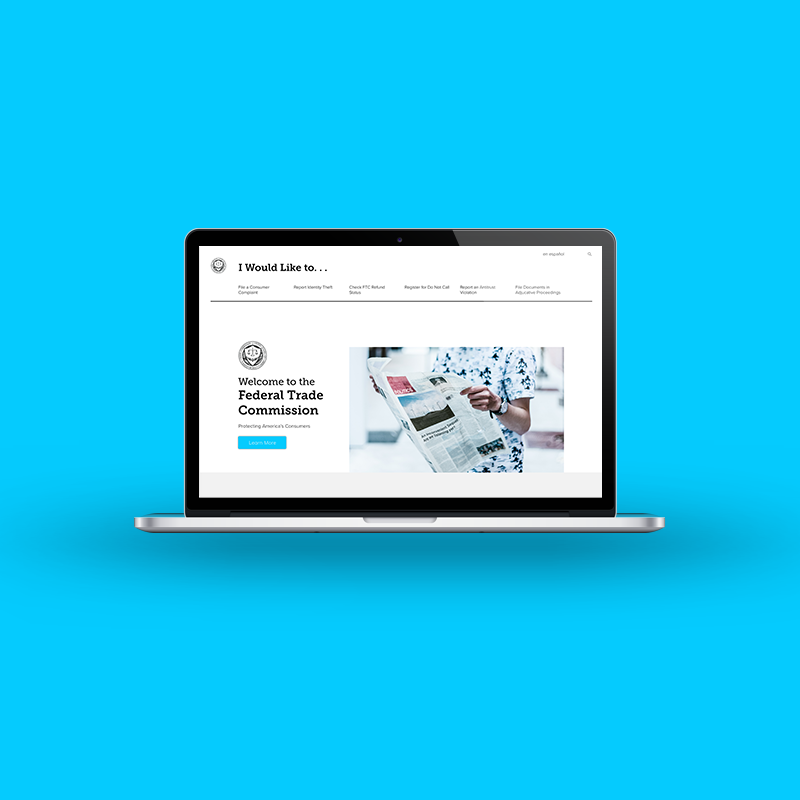 en español
I Would Like to. . .
File a Consumer
Complaint
Report Identity Theft
Check FTC Refund
Status
Register for Do Not Call
Report an Antitrust
Violation
File Documents in
Adjucative Proceedings
Welcome to the
Federal Trade
Commission
Protecting America's Consumers
Learn More